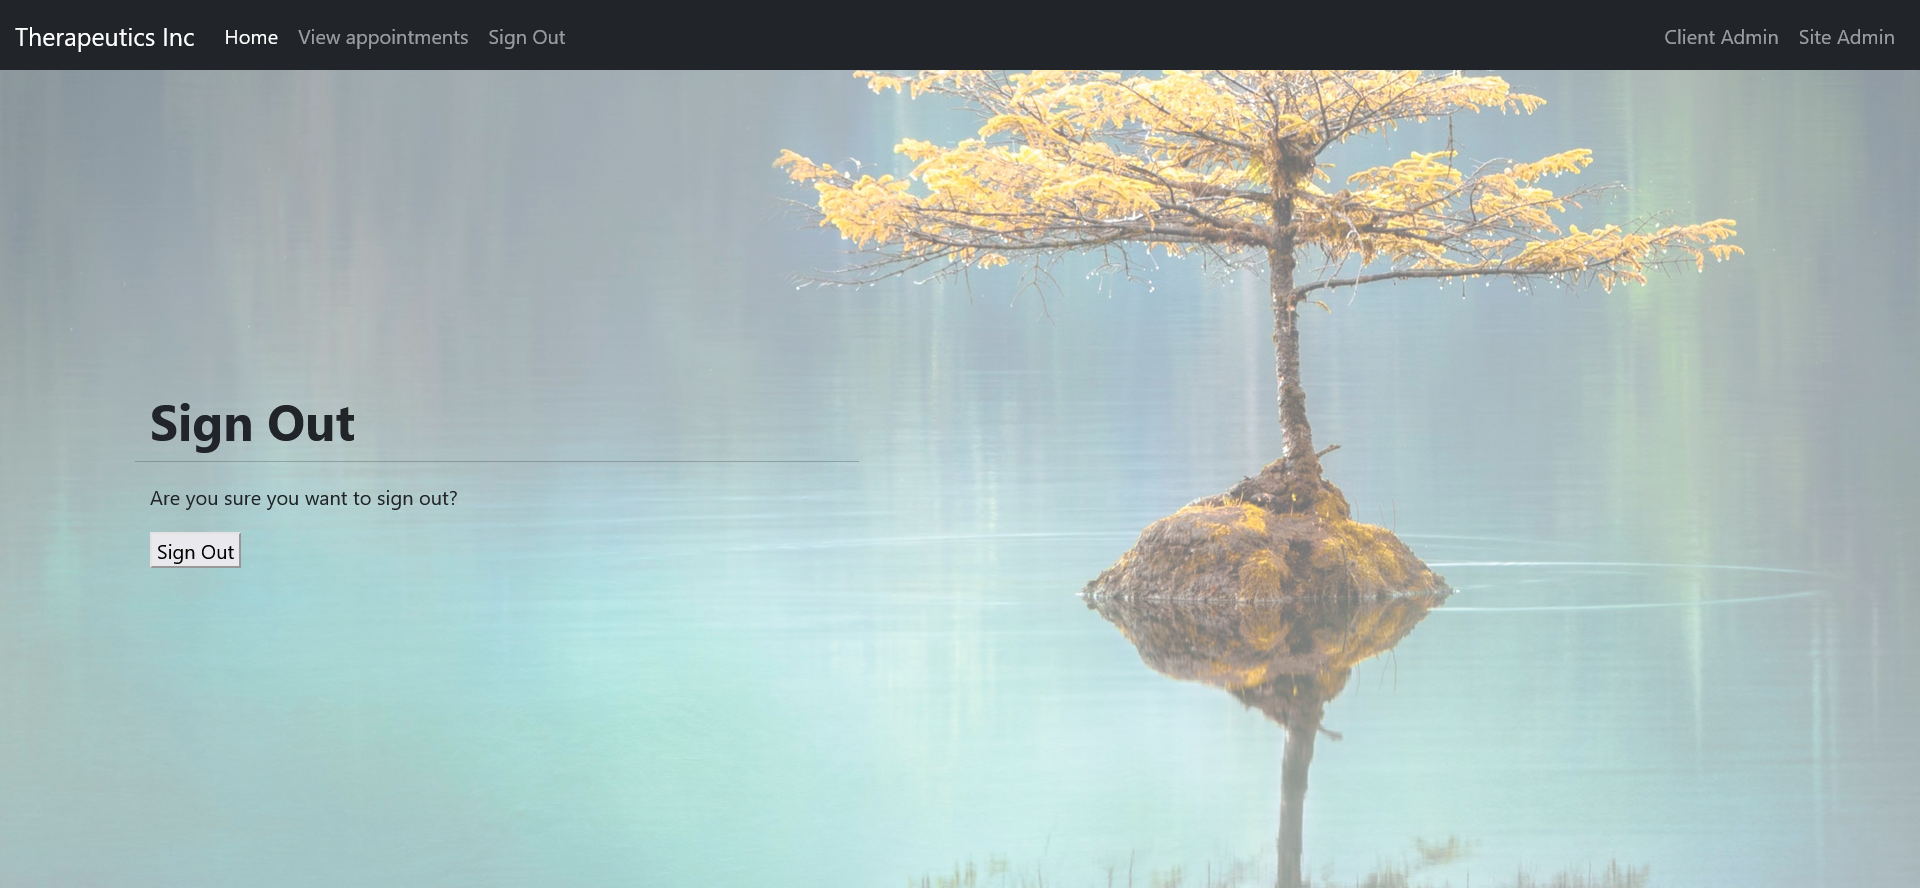 Therapeutics Inc Home View appointments Sign Out Client Admin Site Admin
Sign Out
Are you sure you want to sign out?
Sign Out